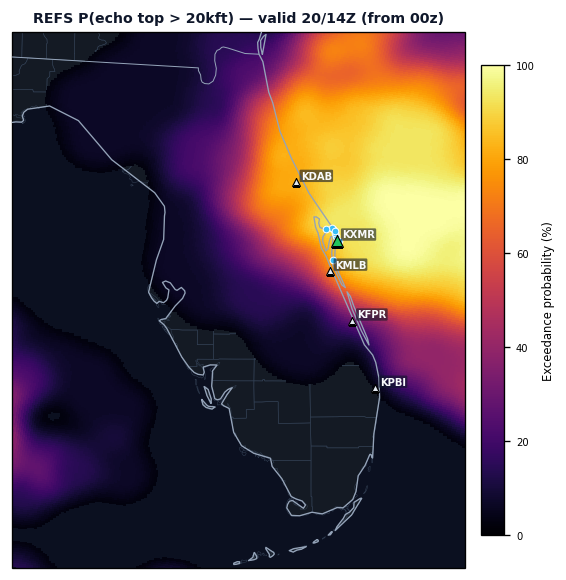 REFS P(echo top > 20kft) — valid 20/14Z (from 00z)
KDAB
KXMR
KMLB
KFPR
KPBI
100
80
60
40
20
0
Exceedance probability (%)